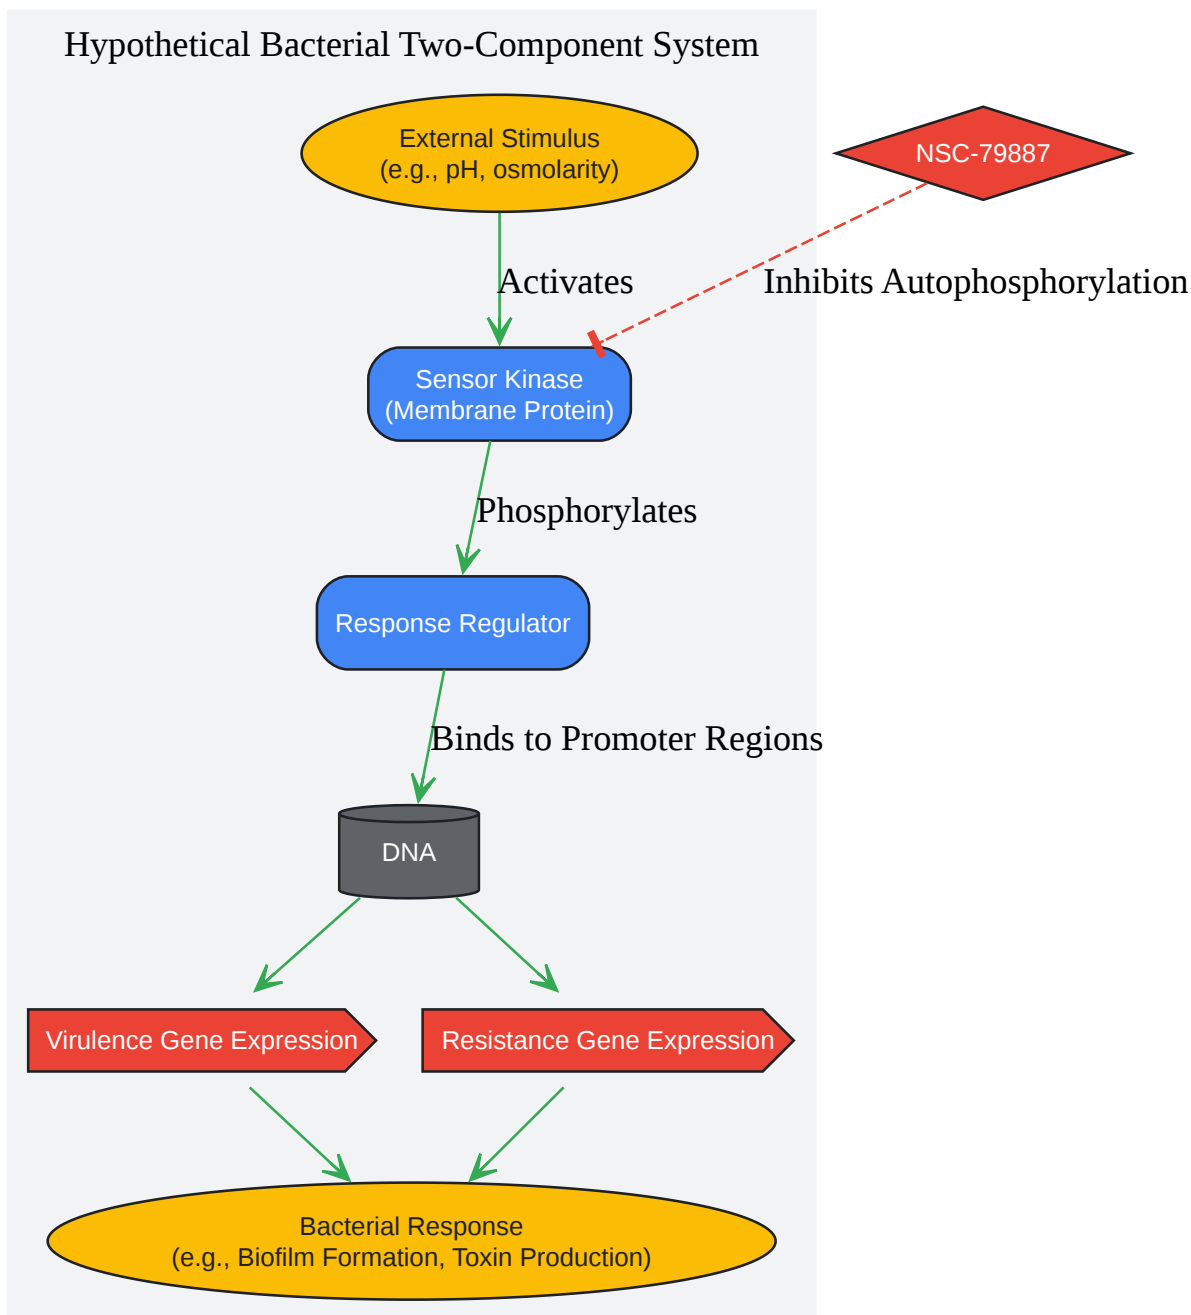 Hypothetical Bacterial Two-Component System
External Stimulus
(e.g., pH, osmolarity)
NSC-79887
Activates
Inhibits Autophosphorylation
Sensor Kinase
(Membrane Protein)
Phosphorylates
Response Regulator
Binds to Promoter Regions
DNA
Virulence Gene Expression
Resistance Gene Expression
Bacterial Response
(e.g., Biofilm Formation, Toxin Production)